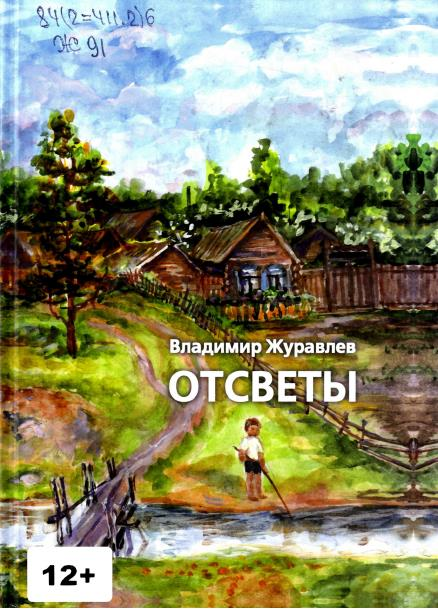 84(2=411.2)6
Ж 91
Владимир Журавлев
ОТСВЕТЫ
12+